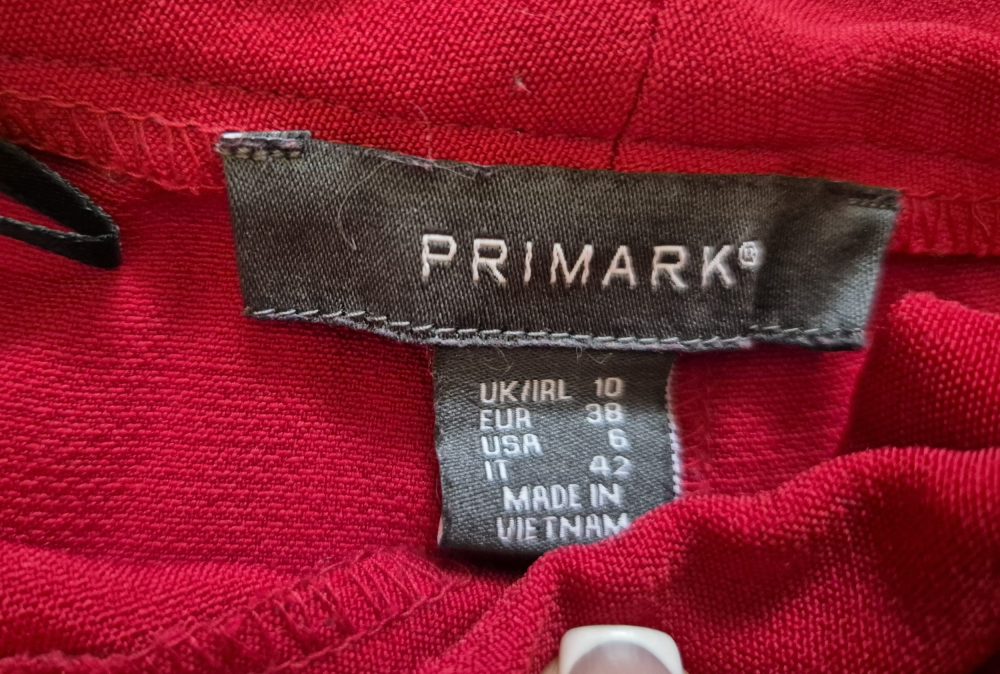 PRIMARK®
UK/IRL 10
EUR 38
USA 6
IT 42
MADE IN
VIETNAM